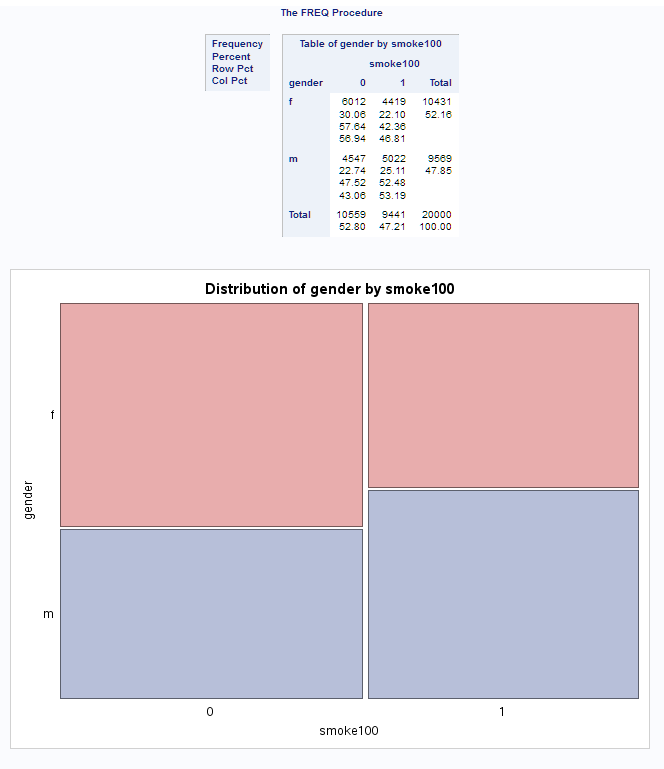 The FREQ Procedure
Frequency
Percent
Row Pct
Col Pct
Table of gender by smoke100
smoke100
gender 0 1 Total
f 6012 4419 10431
30.06 22.10 52.16
57.64 42.36
56.94 46.81
m 4547 5022 9569
22.74 25.11 47.85
47.52 52.48
43.06 53.19
Total 10559 9441 20000
52.80 47.21 100.00
Distribution of gender by smoke100
f
gender
m
0 1
smoke100